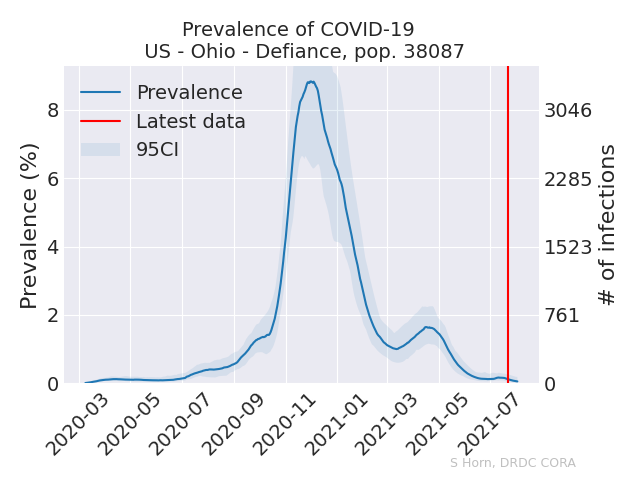 Prevalence of COVID-19
US - Ohio - Defiance, pop. 38087
Prevalence
Latest data
95CI
Prevalence (%)
8
6
4
2
0
3046
2285
1523
761
0
# of infections
2020-03
2020-05
2020-07
2020-09
2020-11
2021-01
2021-03
2021-05
2021-07
S Horn, DRDC CORA